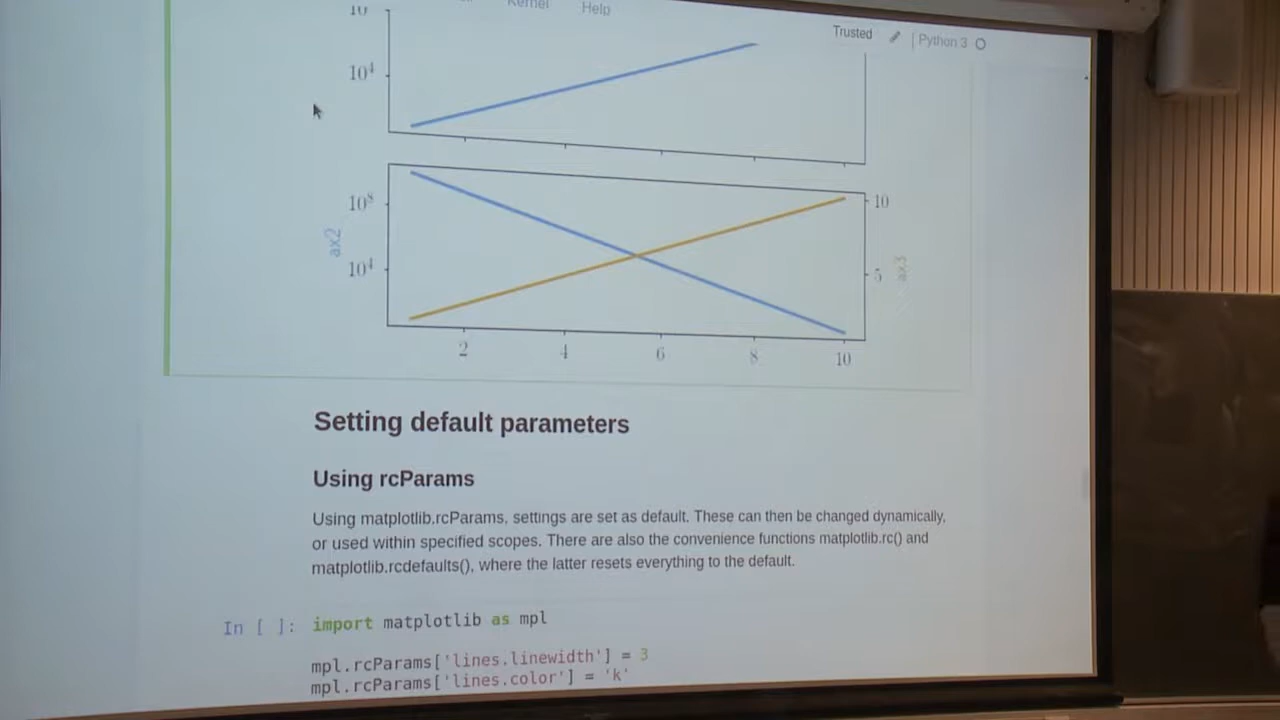 Kernel Help
Trusted Python 3
10
10⁴
10⁸
10⁴
ax2
10
5
ax3
2 4 6 8 10
Setting default parameters
Using rcParams
Using matplotlib.rcParams, settings are set as default. These can then be changed dynamically,
or used within specified scopes. There are also the convenience functions matplotlib.rc() and
matplotlib.rcdefaults(), where the latter resets everything to the default.
In [ ]: import matplotlib as mpl
mpl.rcParams['lines.linewidth'] = 3
mpl.rcParams['lines.color'] = 'k'